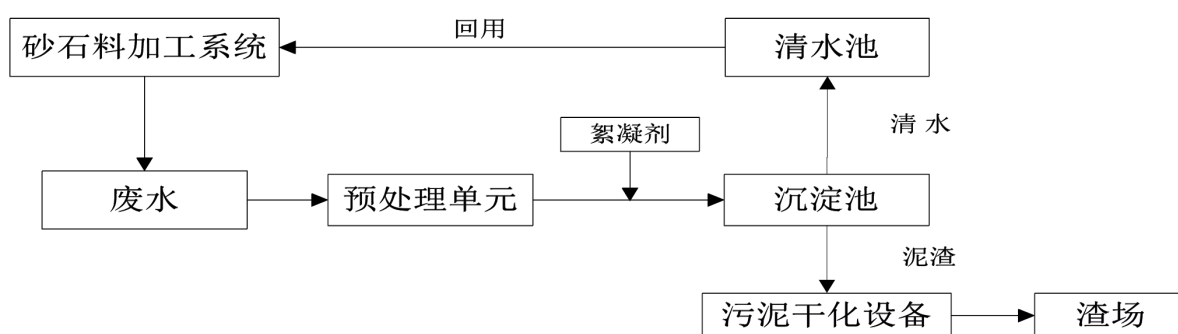 砂石料加工系统
回用
清水池
絮凝剂
清 水
废水
预处理单元
沉淀池
泥渣
污泥干化设备
渣场